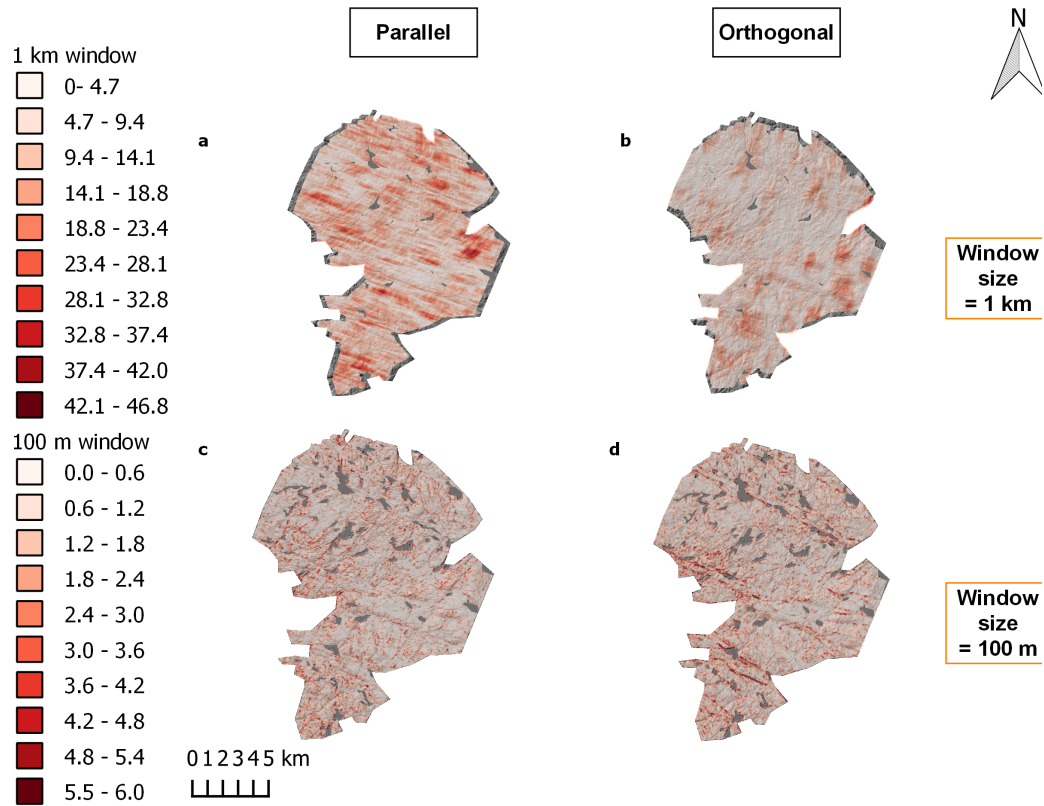 Parallel
Orthogonal
N
1 km window
0- 4.7
4.7 - 9.4
9.4 - 14.1
14.1 - 18.8
18.8 - 23.4
23.4 - 28.1
28.1 - 32.8
32.8 - 37.4
37.4 - 42.0
42.1 - 46.8
a
b
Window
size
= 1 km
100 m window
0.0 - 0.6
0.6 - 1.2
1.2 - 1.8
1.8 - 2.4
2.4 - 3.0
3.0 - 3.6
3.6 - 4.2
4.2 - 4.8
4.8 - 5.4
5.5 - 6.0
c
d
Window
size
= 100 m
0 1 2 3 4 5 km